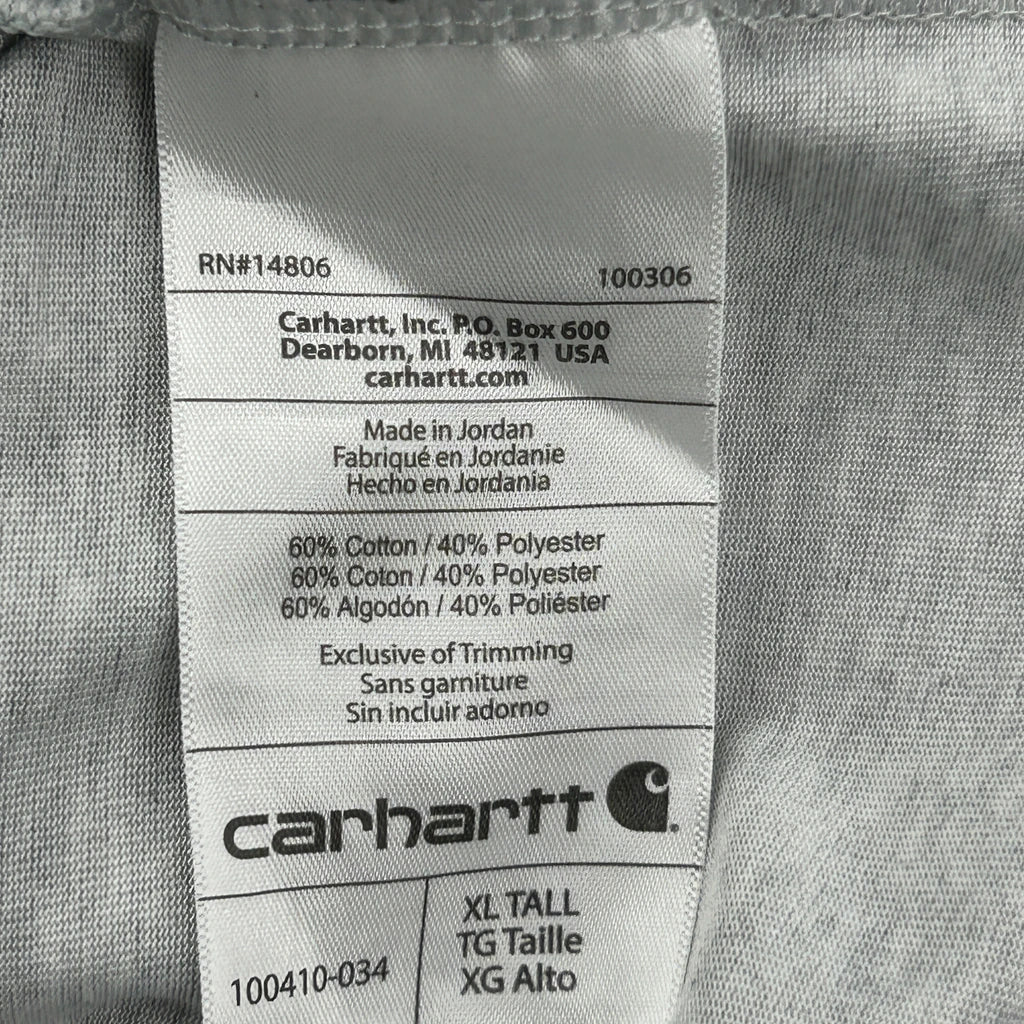 RN#14806 100306
Carhartt, Inc. P.O. Box 600
Dearborn, MI 48121 USA
carhartt.com
Made in Jordan
Fabriqué en Jordanie
Hecho en Jordania
60% Cotton / 40% Polyester
60% Coton / 40% Polyester
60% Algodón / 40% Poliéster
Exclusive of Trimming
Sans garniture
Sin incluir adorno
carhartt
XL TALL
TG Taille
100410-034 XG Alto